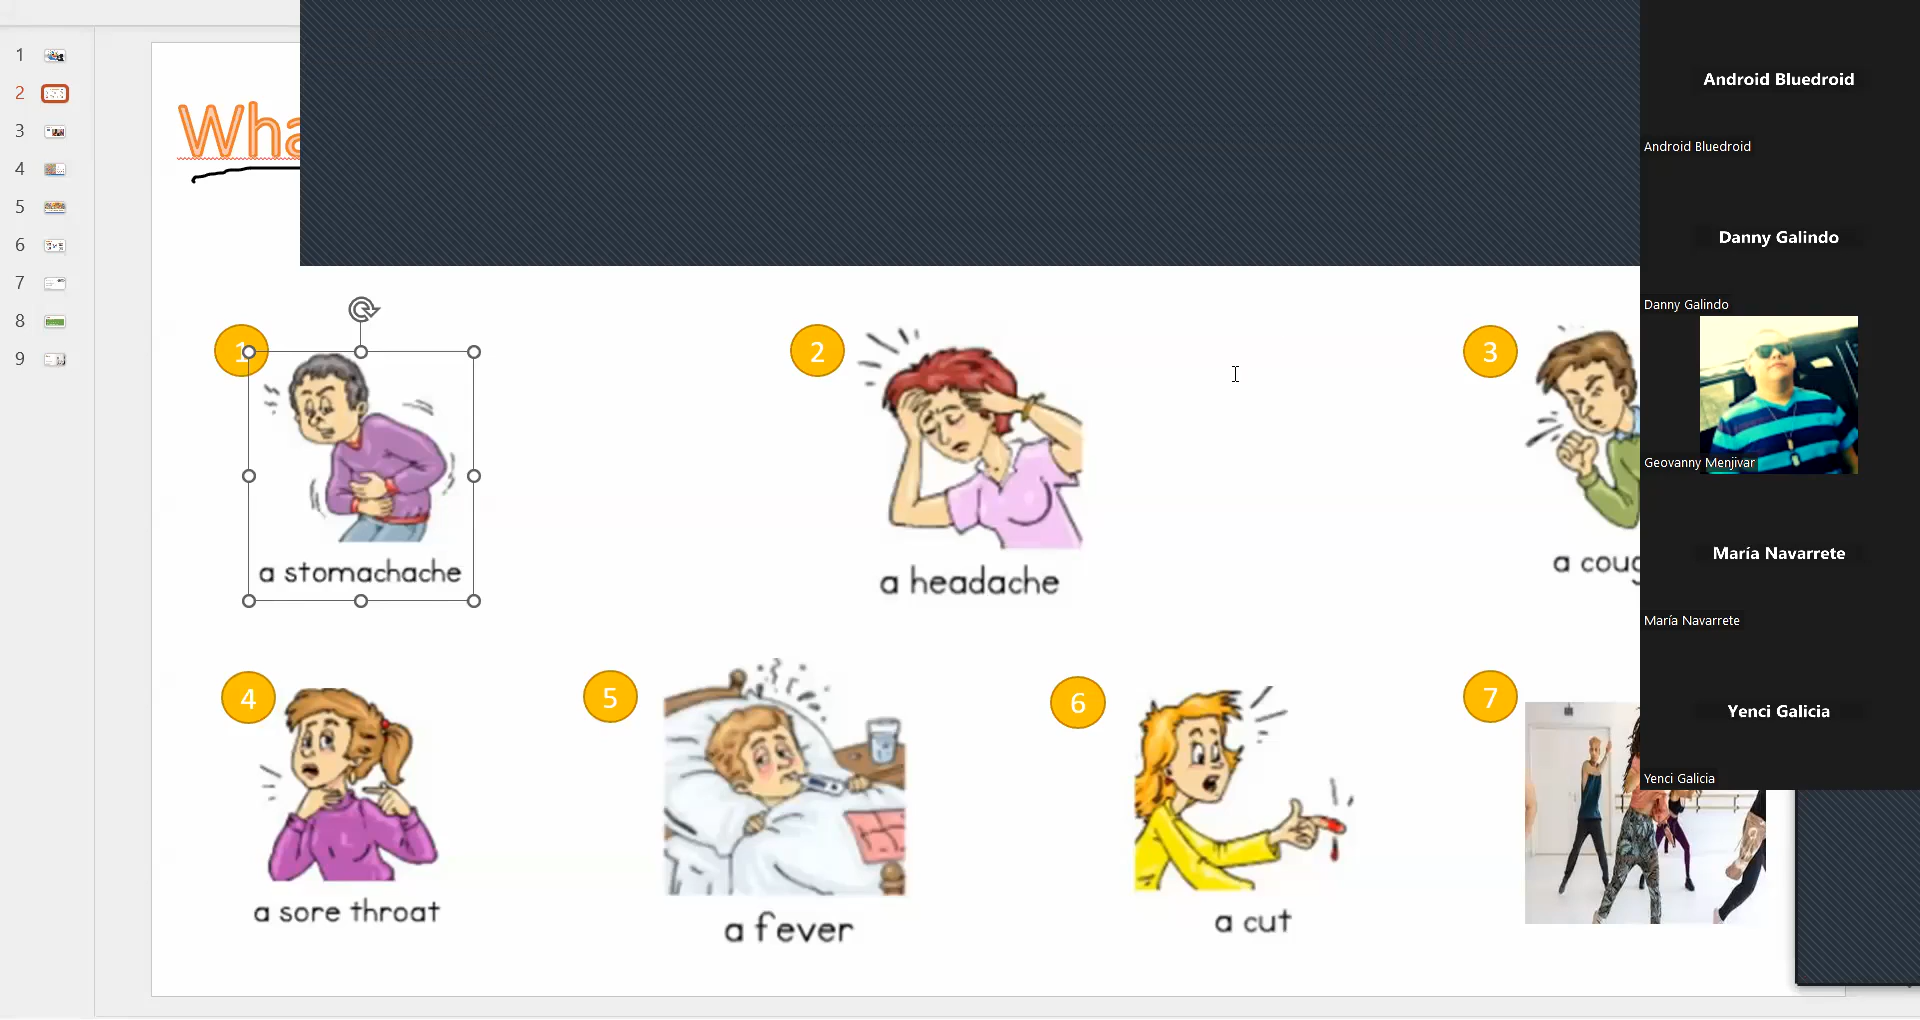 1
2
3
4
5
6
7
8
9
Wha
1
2
3
a stomachache
a headache
a coug
4
5
6
7
a sore throat
a fever
a cut
Android Bluedroid
Android Bluedroid
Danny Galindo
Danny Galindo
Geovanny Menjivar
María Navarrete
María Navarrete
Yenci Galicia
Yenci Galicia